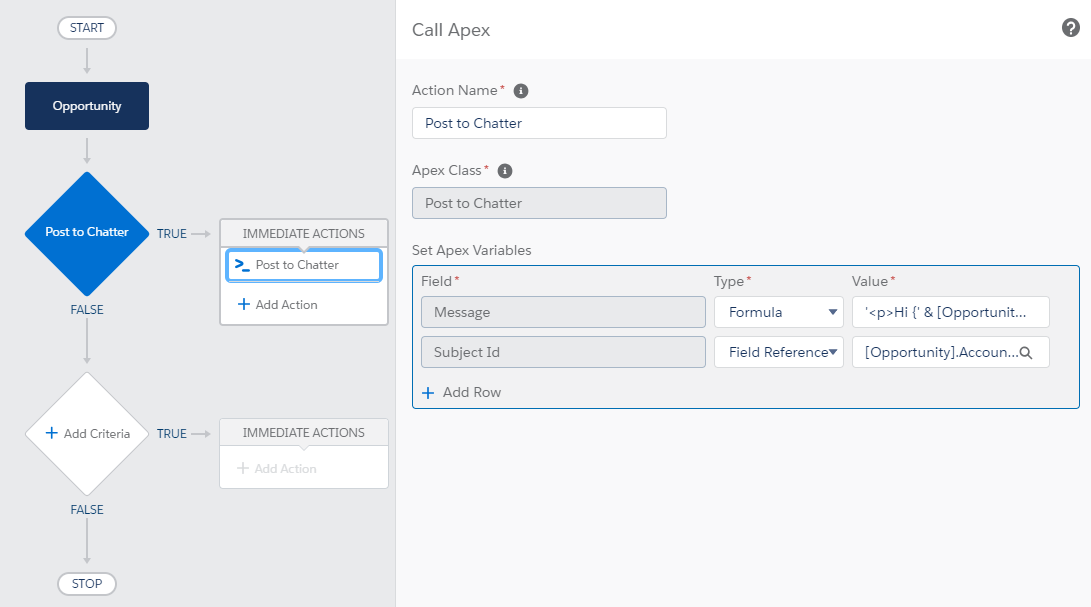 START
Opportunity
Post to Chatter
TRUE
IMMEDIATE ACTIONS
Post to Chatter
+ Add Action
FALSE
+ Add Criteria
TRUE
IMMEDIATE ACTIONS
+ Add Action
FALSE
STOP
Call Apex
?
Action Name* i
Post to Chatter
Apex Class* i
Post to Chatter
Set Apex Variables
Field* Type* Value*
Message Formula '<p>Hi {' & [Opportunit...
Subject Id Field Reference [Opportunity].Accoun...
+ Add Row